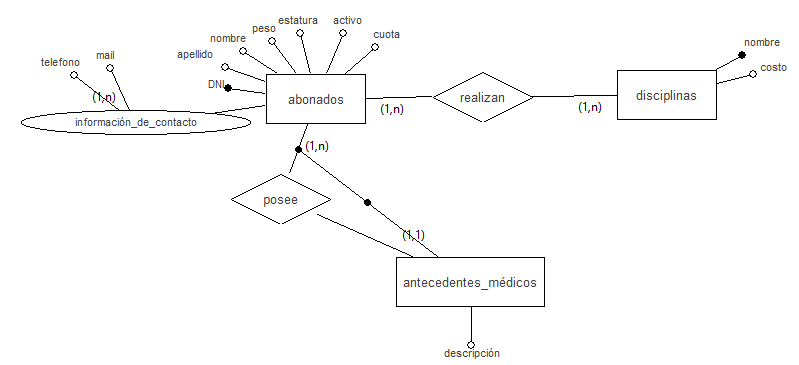 estatura
activo
nombre
peso
cuota
apellido
mail
telefono
DNI
(1,n)
información_de_contacto
abonados
(1,n)
realizan
(1,n)
disciplinas
nombre
costo
(1,n)
posee
(1,1)
antecedentes_médicos
descripción